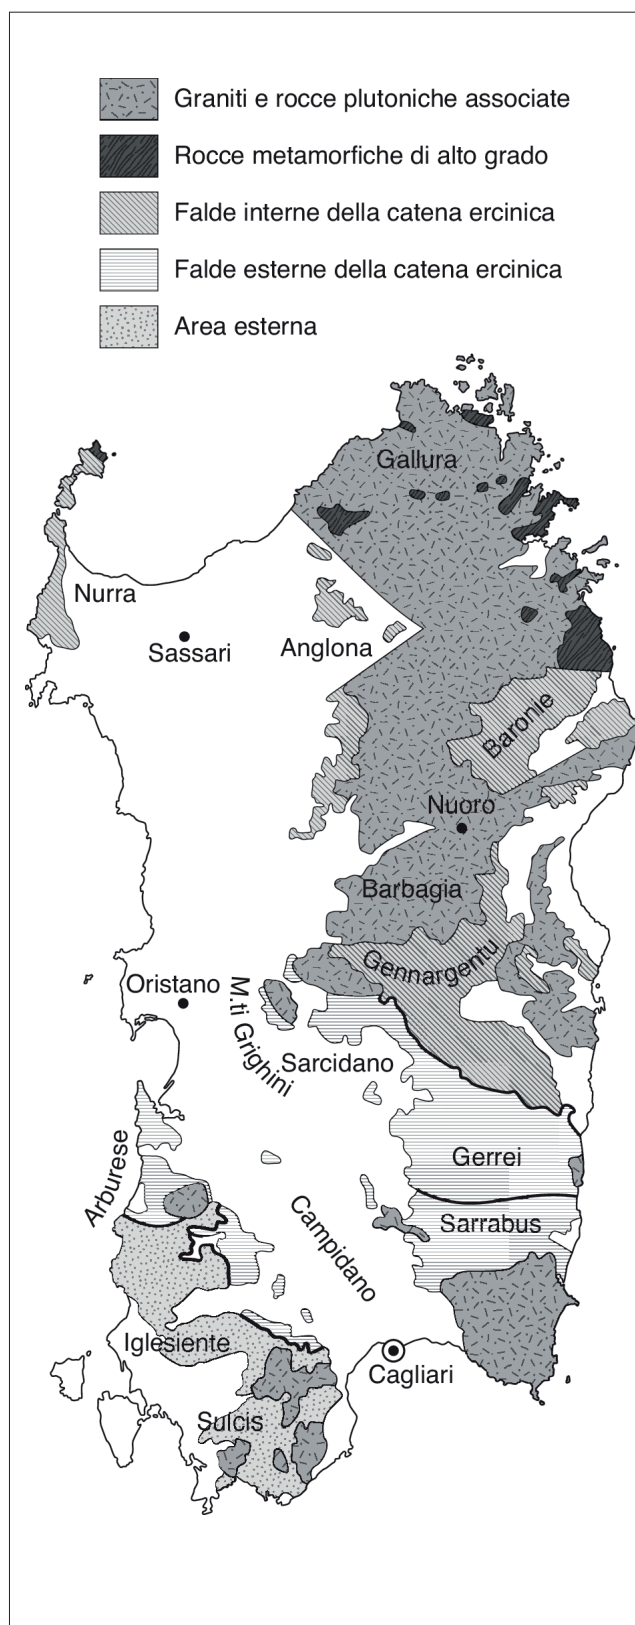 Graniti e rocce plutoniche associate
Rocce metamorfiche di alto grado
Falde interne della catena ercinica
Falde esterne della catena ercinica
Area esterna
Gallura
Nurra
Sassari
Anglona
Baronie
Nuoro
Barbagia
Gennargentu
Oristano
M.ti Grighini
Sarcidano
Arburese
Gerrei
Sarrabus
Campidano
Iglesiente
Cagliari
Sulcis